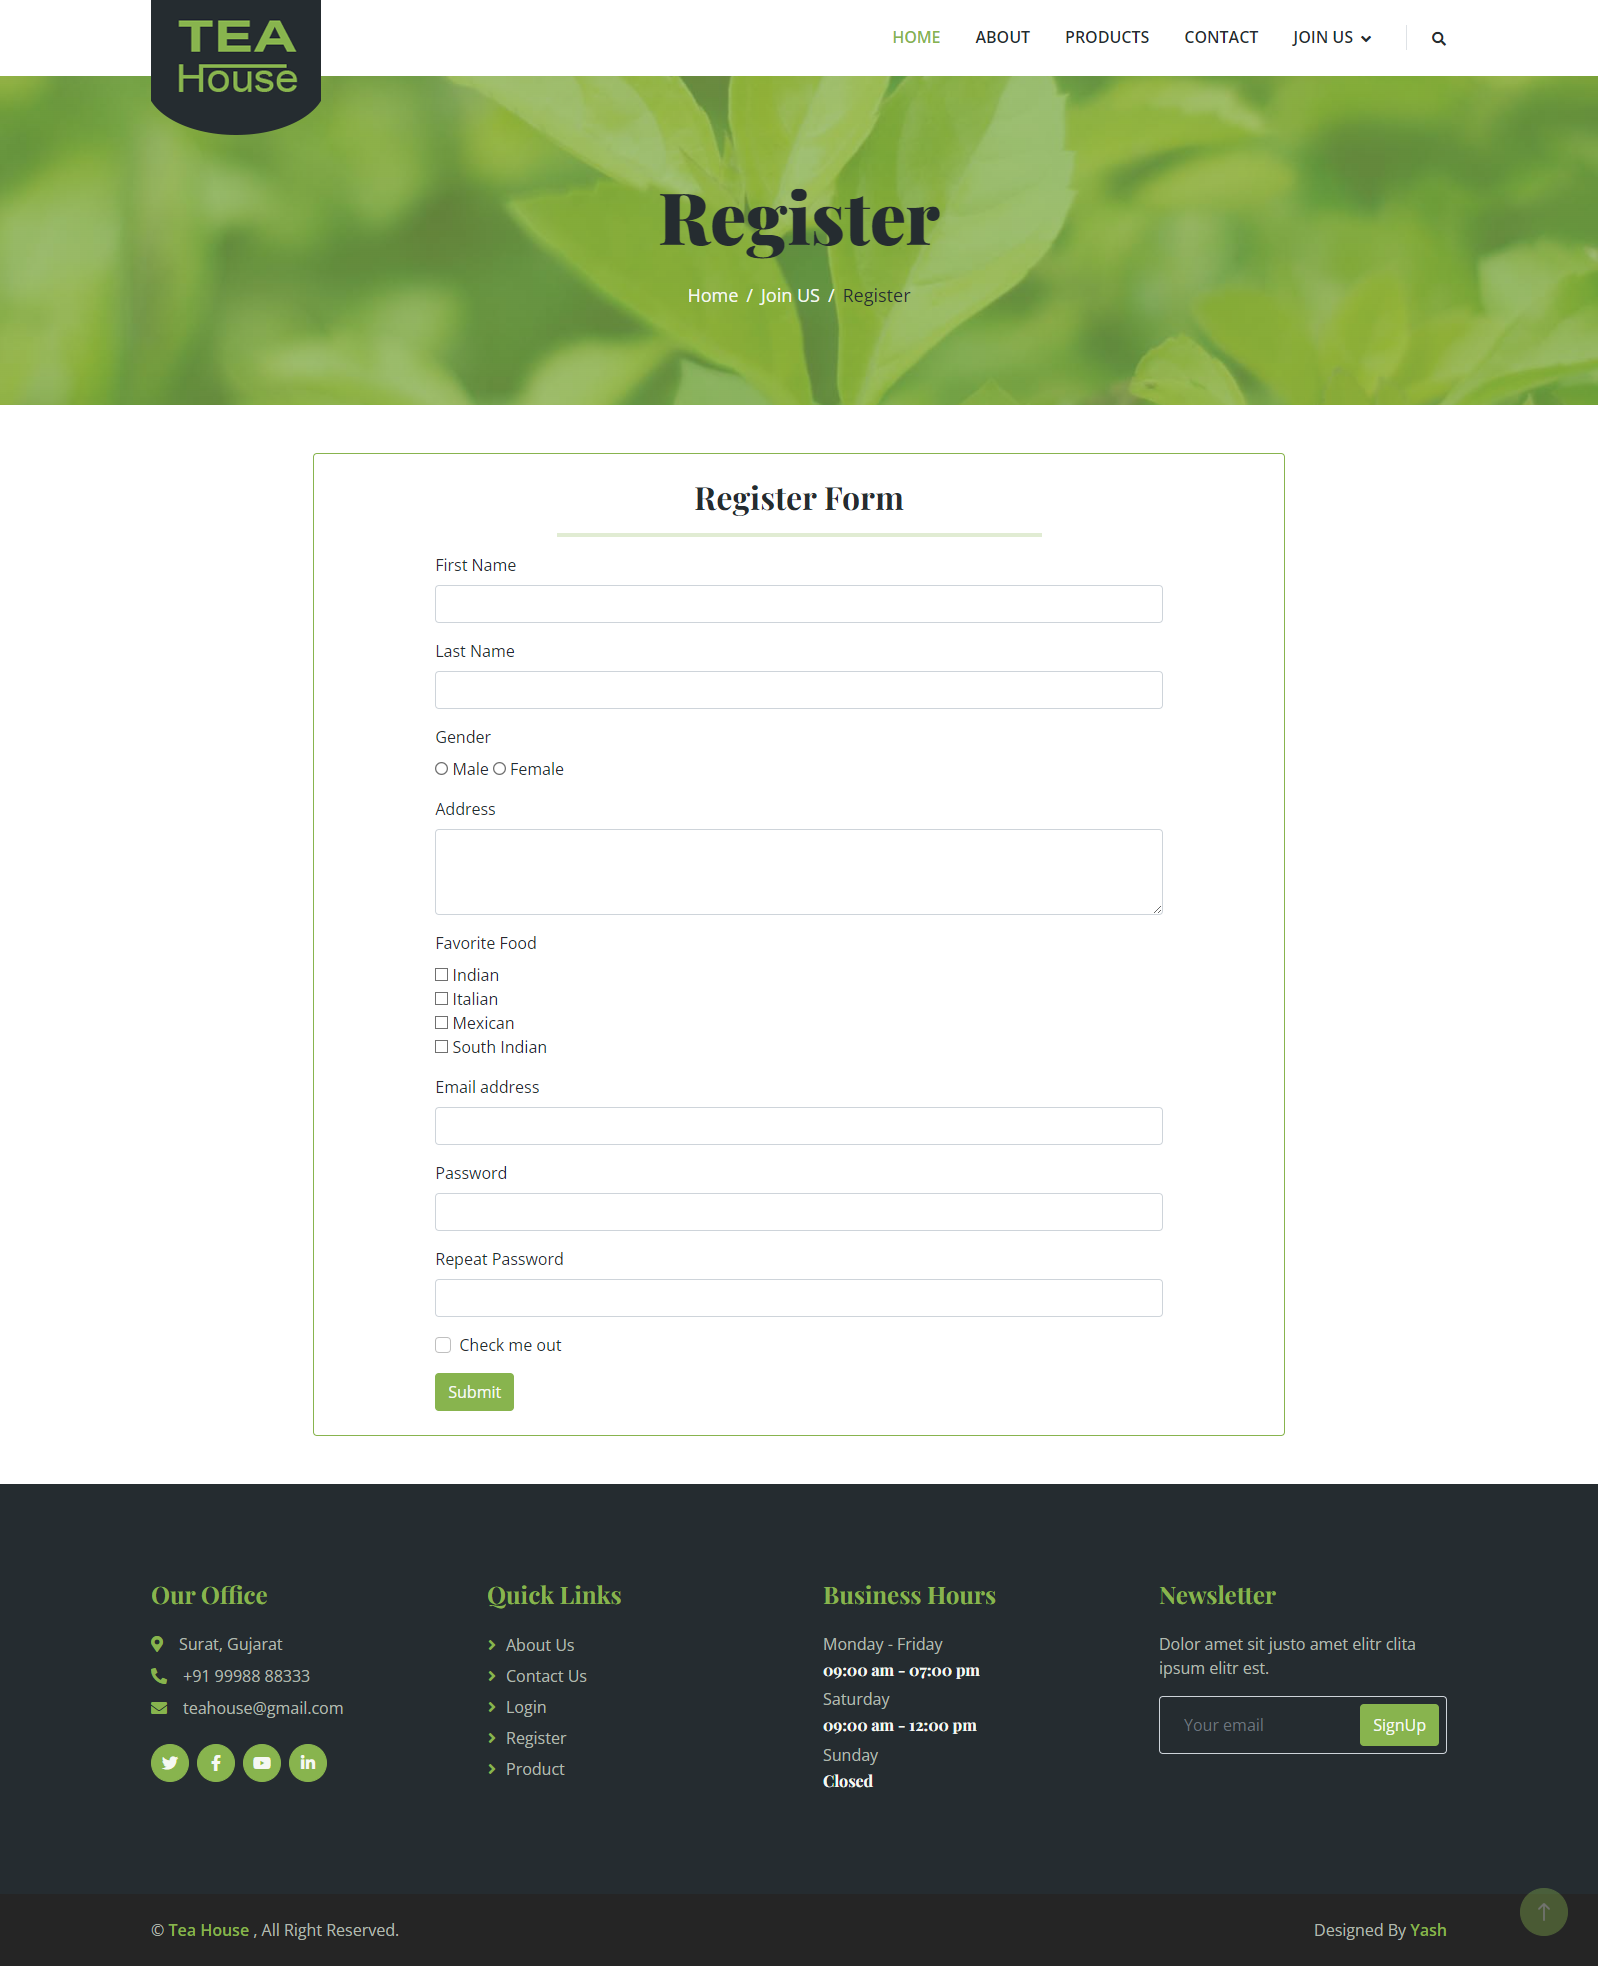 TEA
House
HOME ABOUT PRODUCTS CONTACT JOIN US
Register
Home / Join US / Register
Register Form
First Name
Last Name
Gender
Male Female
Address
Favorite Food
Indian
Italian
Mexican
South Indian
Email address
Password
Repeat Password
Check me out
Submit
Our Office
Surat, Gujarat
+91 99988 88333
teahouse@gmail.com
Quick Links
About Us
Contact Us
Login
Register
Product
Business Hours
Monday - Friday
09:00 am - 07:00 pm
Saturday
09:00 am - 12:00 pm
Sunday
Closed
Newsletter
Dolor amet sit justo amet elitr clita
ipsum elitr est.
Your email SignUp
© Tea House , All Right Reserved.
Designed By Yash